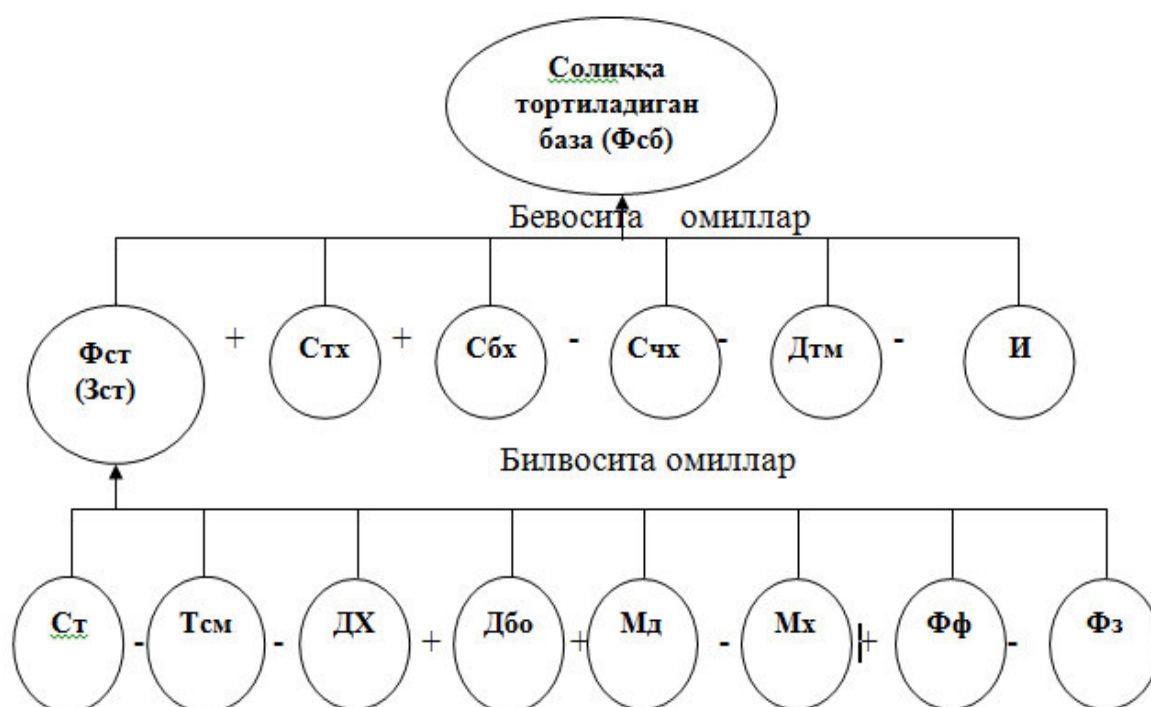 Солиққа
тортиладиган
база (Фсб)
Бевосита омиллар
Фст
(Зст)
+ Стх + Сбх - Счх - Дтм - И
Билвосита омиллар
Ст - Тсм - ДХ + Дбо + Мд - Мх + Фф - Фз